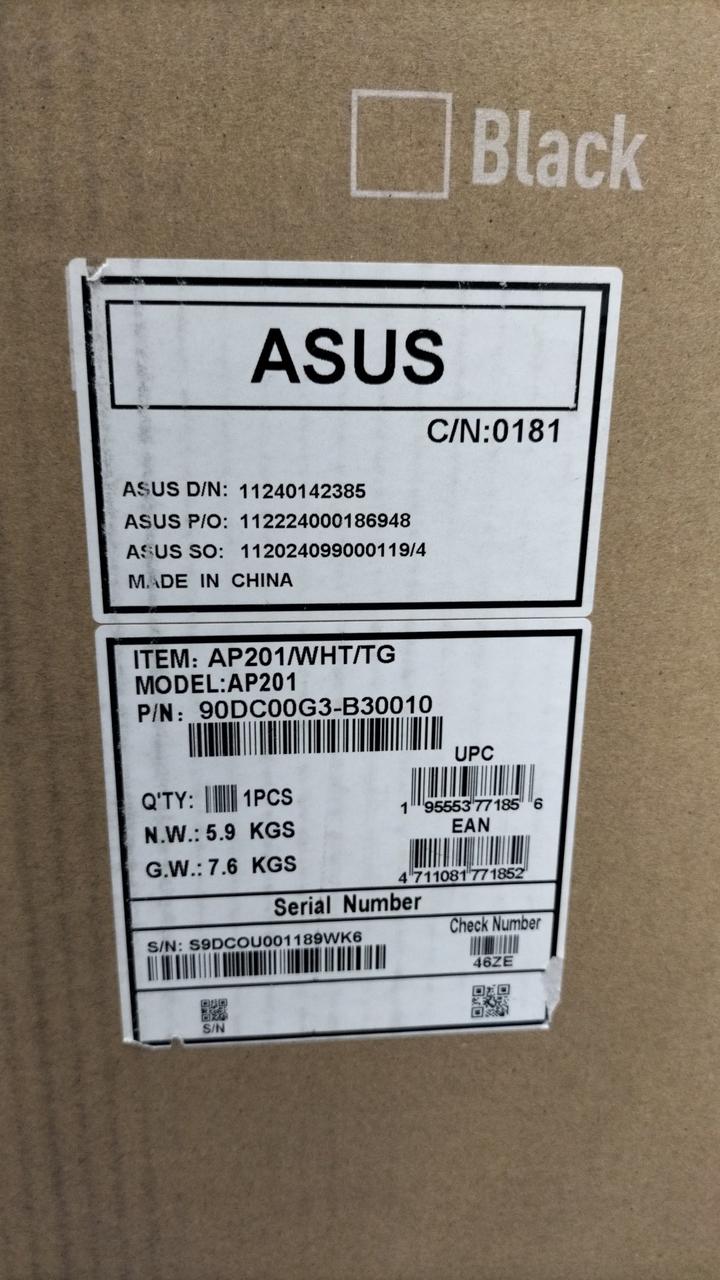 Black
ASUS
C/N:0181
ASUS D/N: 11240142385
ASUS P/O: 112224000186948
ASUS SO: 112024099000119/4
MADE IN CHINA
ITEM: AP201/WHT/TG
MODEL:AP201
P/N: 90DC00G3-B30010
UPC
Q'TY: 1PCS
1 95553 77185 6
N.W.: 5.9 KGS
EAN
G.W.: 7.6 KGS
4 711081 771852
Serial Number
Check Number
S/N: S9DCOU001189WK6
46ZE
S/N